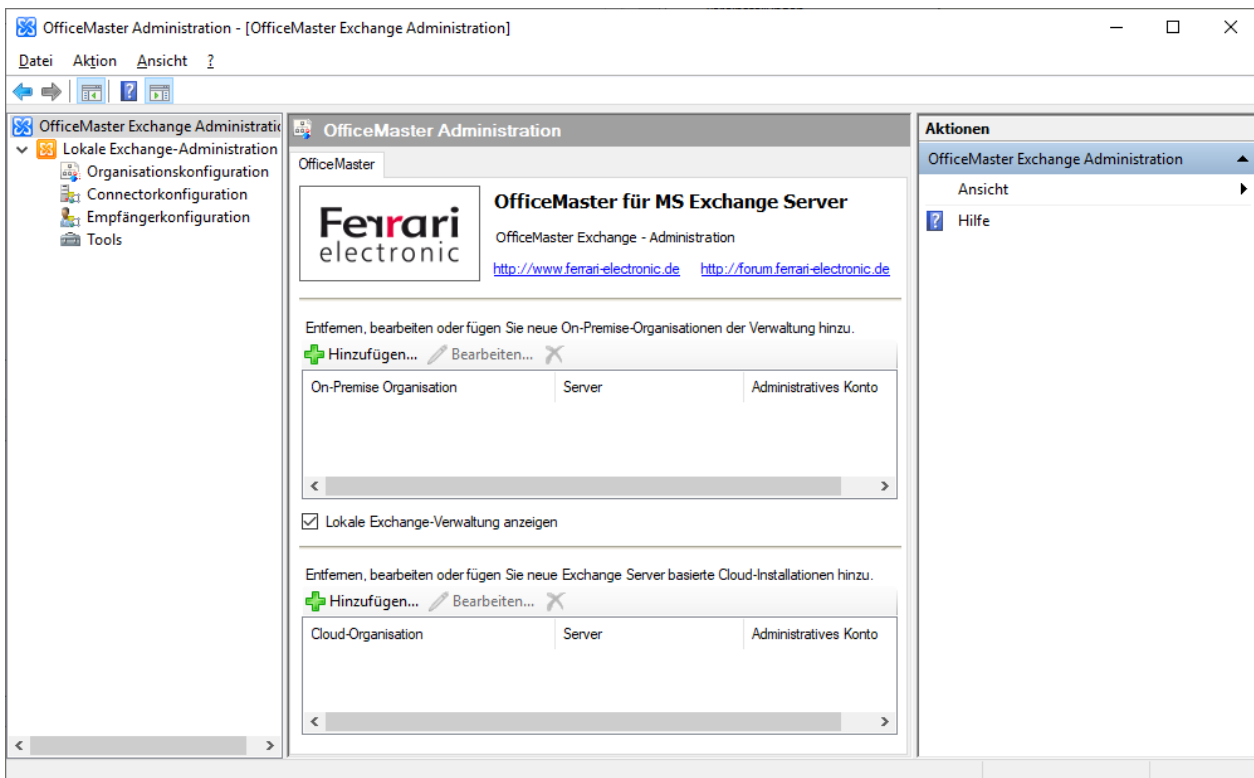 OfficeMaster Administration - [OfficeMaster Exchange Administration]
Datei Aktion Ansicht ?
OfficeMaster Exchange Administratic
Lokale Exchange-Administration
Organisationskonfiguration
Connectorkonfiguration
Empfängerkonfiguration
Tools
OfficeMaster Administration
OfficeMaster
Ferrari
electronic
OfficeMaster für MS Exchange Server
OfficeMaster Exchange - Administration
http://www.ferrari-electronic.de http://forum.ferrari-electronic.de
Entfernen, bearbeiten oder fügen Sie neue On-Premise-Organisationen der Verwaltung hinzu.
Hinzufügen... Bearbeiten...
On-Premise Organisation Server Administratives Konto
Lokale Exchange-Verwaltung anzeigen
Entfernen, bearbeiten oder fügen Sie neue Exchange Server basierte Cloud-Installationen hinzu.
Hinzufügen... Bearbeiten...
Cloud-Organisation Server Administratives Konto
Aktionen
OfficeMaster Exchange Administration
Ansicht
Hilfe